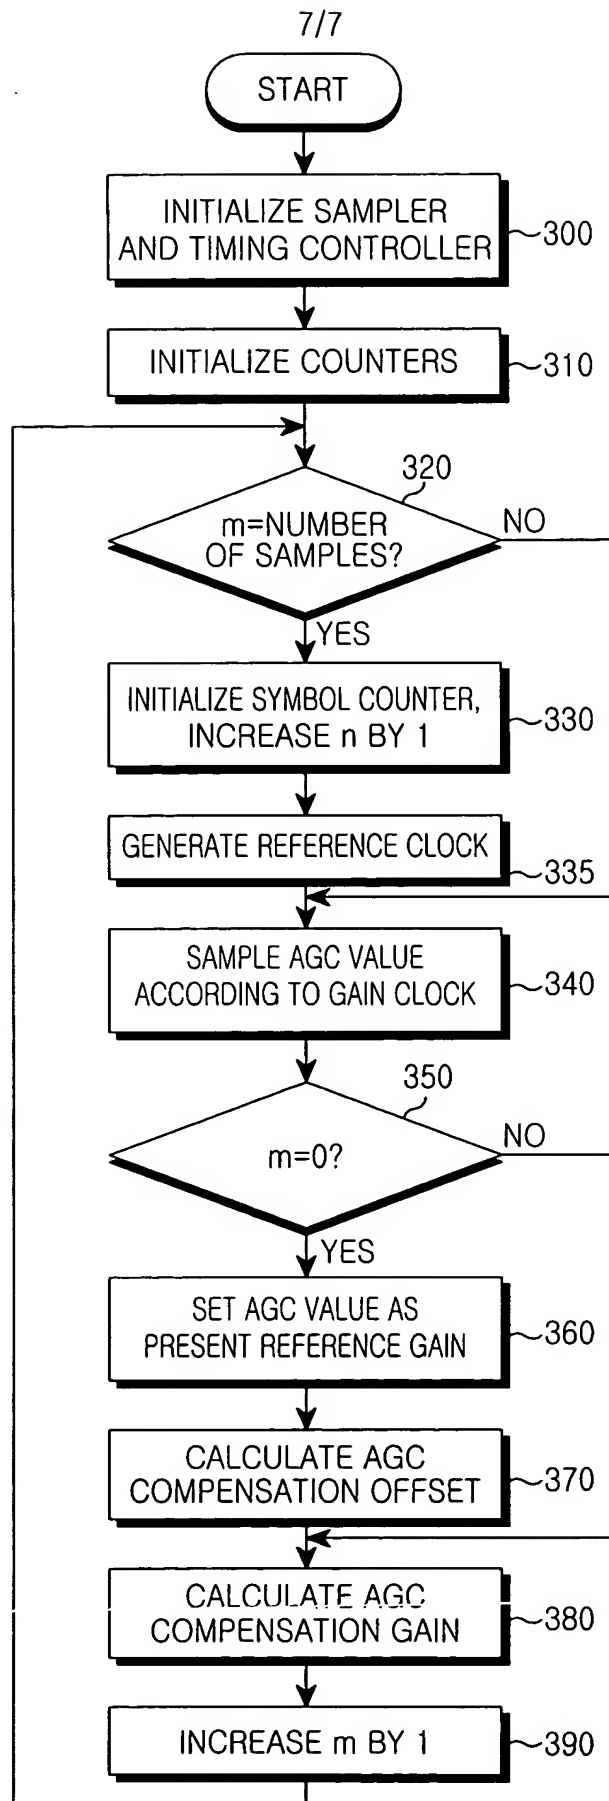 7/7
START
INITIALIZE SAMPLER
AND TIMING CONTROLLER
300
INITIALIZE COUNTERS
310
320
m=NUMBER
OF SAMPLES?
NO
YES
INITIALIZE SYMBOL COUNTER,
INCREASE n BY 1
330
GENERATE REFERENCE CLOCK
335
SAMPLE AGC VALUE
ACCORDING TO GAIN CLOCK
340
350
m=0?
NO
YES
SET AGC VALUE AS
PRESENT REFERENCE GAIN
360
CALCULATE AGC
COMPENSATION OFFSET
370
CALCULATE AGC
COMPENSATION GAIN
380
INCREASE m BY 1
390